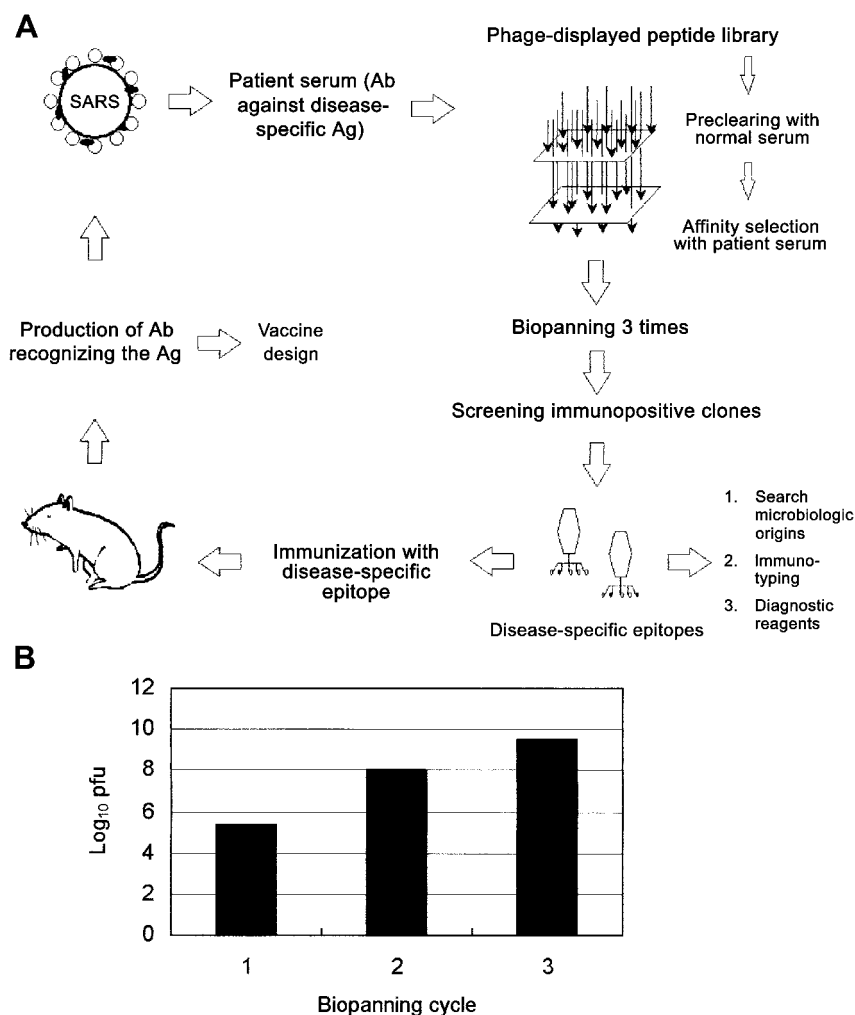 A
SARS
Patient serum (Ab
against disease-
specific Ag)
Phage-displayed peptide library
Preclearing with
normal serum
Affinity selection
with patient serum
Biopanning 3 times
Screening immunopositive clones
Production of Ab
recognizing the Ag
Vaccine
design
Immunization with
disease-specific
epitope
Disease-specific epitopes
1. Search
microbiologic
origins
2. Immuno-
typing
3. Diagnostic
reagents
B
12
10
8
6
4
2
0
Log₁₀ pfu
1 2 3
Biopanning cycle